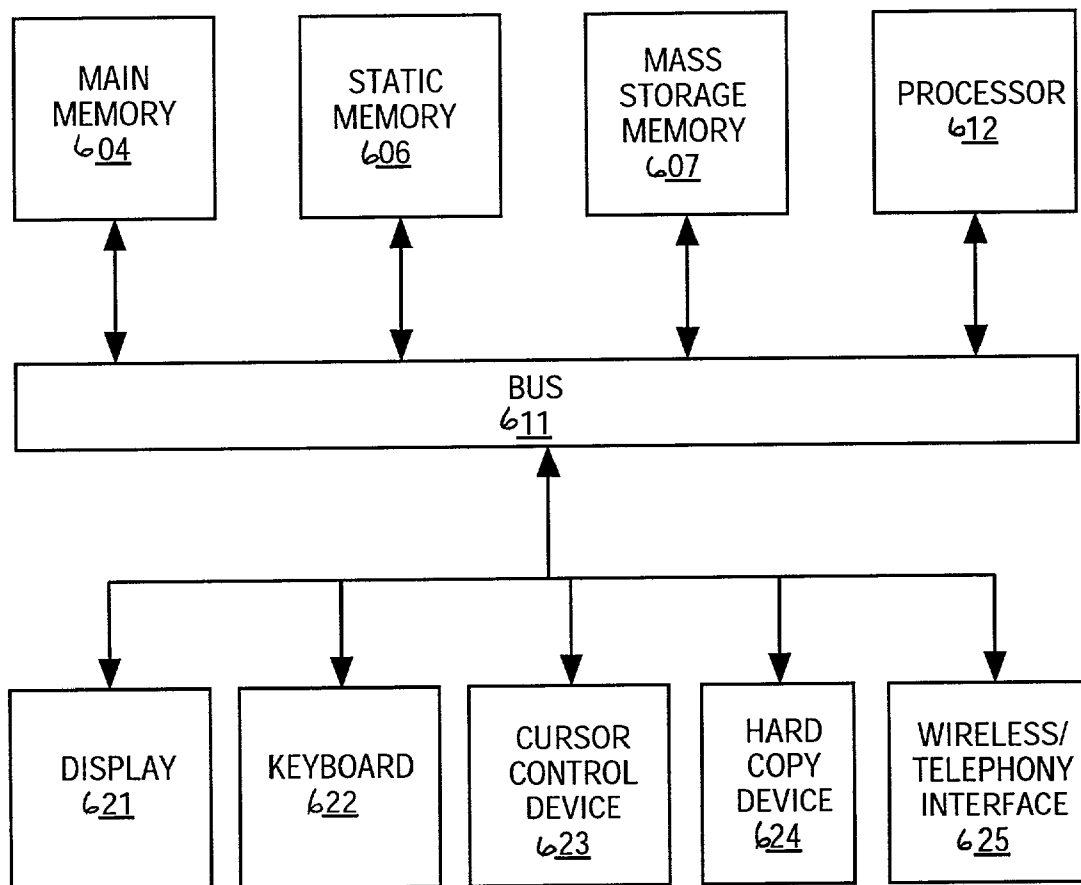 MAIN
MEMORY
604
STATIC
MEMORY
606
MASS
STORAGE
MEMORY
607
PROCESSOR
612
BUS
611
DISPLAY
621
KEYBOARD
622
CURSOR
CONTROL
DEVICE
623
HARD
COPY
DEVICE
624
WIRELESS/
TELEPHONY
INTERFACE
625